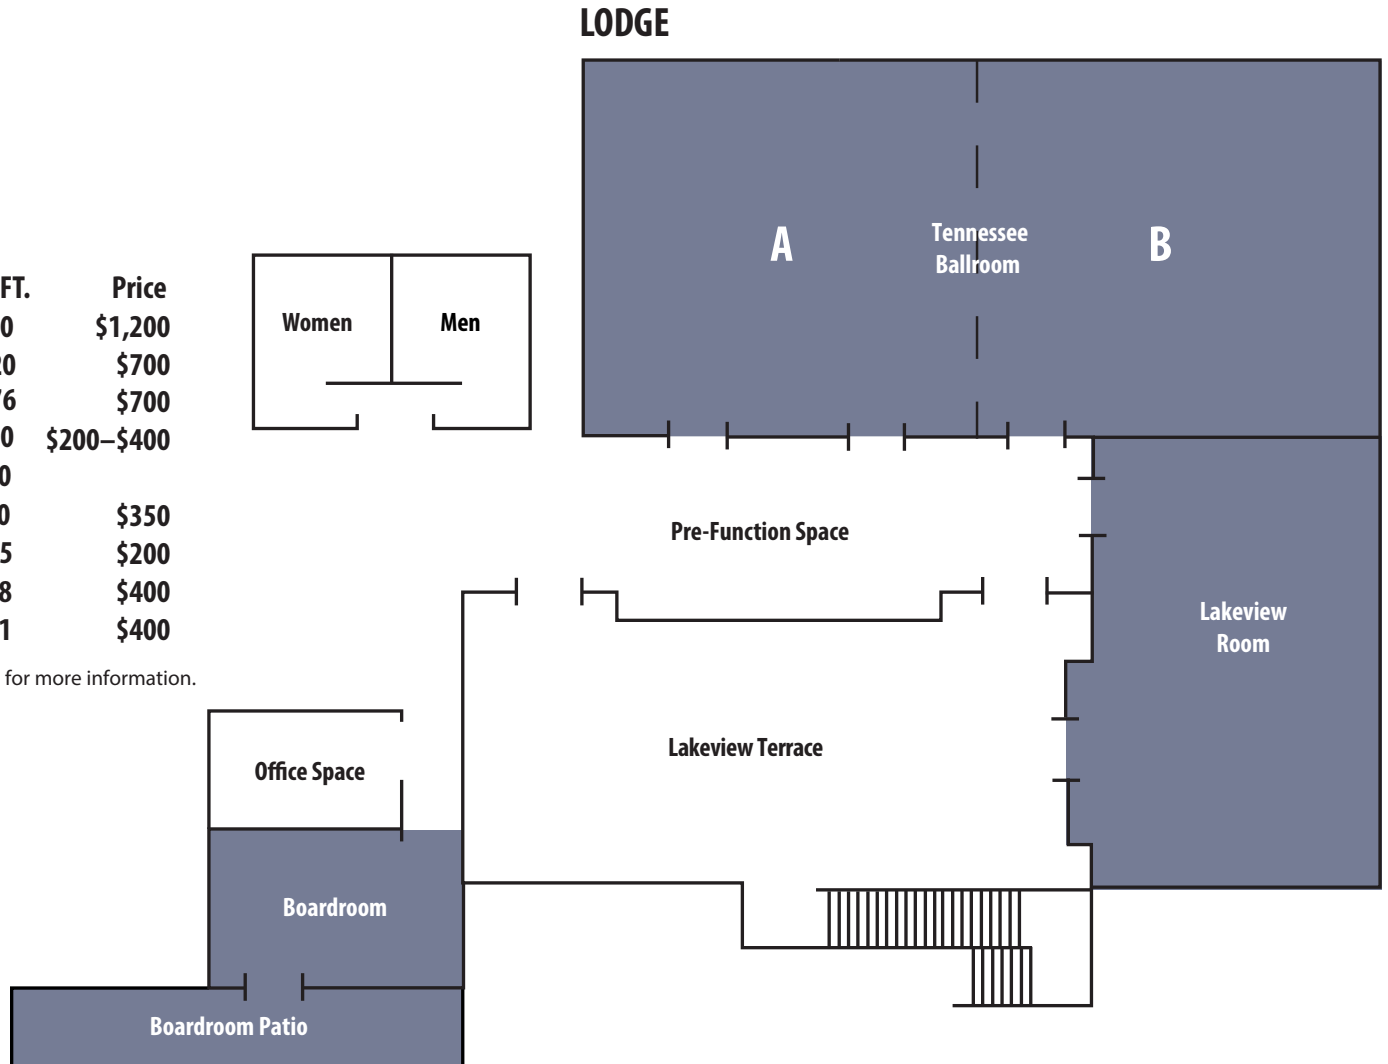 LODGE
A
Tennessee
Ballroom
B
FT. Price
0 $1,200
20 $700
76 $700
0 $200–$400
0
0 $350
5 $200
8 $400
1 $400
for more information.
Women
Men
Pre-Function Space
Lakeview
Room
Lakeview Terrace
Office Space
Boardroom
Boardroom Patio